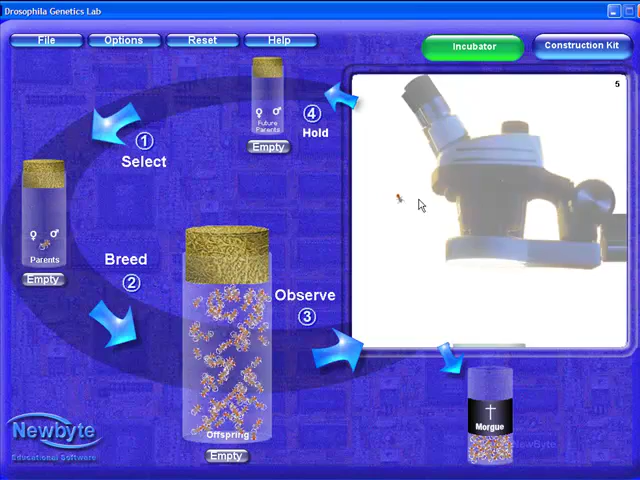 Drosophila Genetics Lab
File
Options
Reset
Help
Incubator
Construction Kit
5
4
Future
Parents
Hold
Empty
1
Select
Parents
Empty
Breed
2
Observe
3
Offspring
Empty
Morgue
NewByte
Newbyte
Educational Software